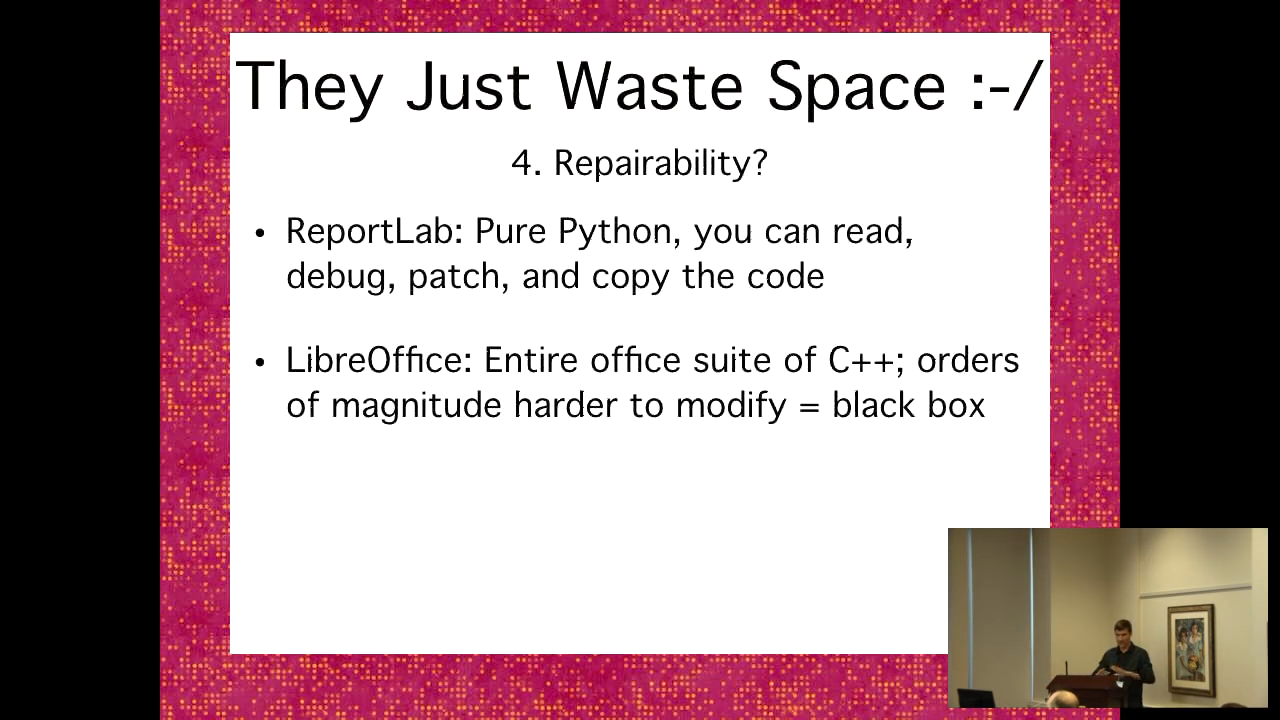 They Just Waste Space :-/
4. Repairability?
• ReportLab: Pure Python, you can read,
debug, patch, and copy the code
• LibreOffice: Entire office suite of C++; orders
of magnitude harder to modify = black box